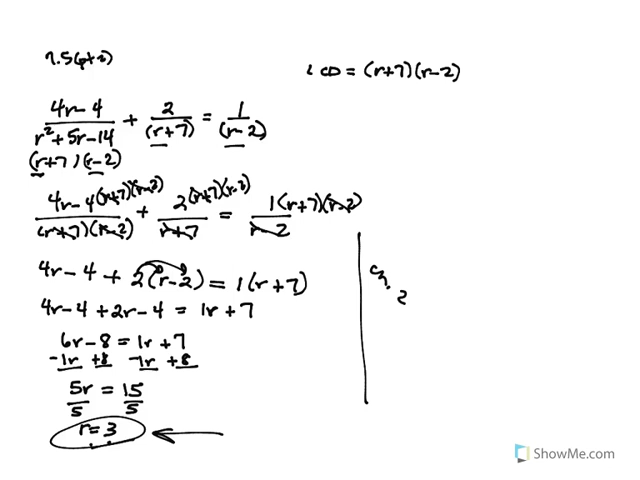 7.5 (pt 2)
LCD = (r+7)(r-2)
4r-4 / r²+5r-14 + 2 / (r+7) = 1 / (r-2)
(r+7)(r-2)
4r-4(r+7)(r-2) / (r+7)(r-2) + 2(r+7)(r-2) / r+7 = 1(r+7)(r-2) / r-2
4r-4 + 2(r-2) = 1(r+7)
4r-4+2r-4 = 1r+7
6r-8 = 1r+7
-1r +8 -1r +8
5r / 5 = 15 / 5
r=3
2
ShowMe.com